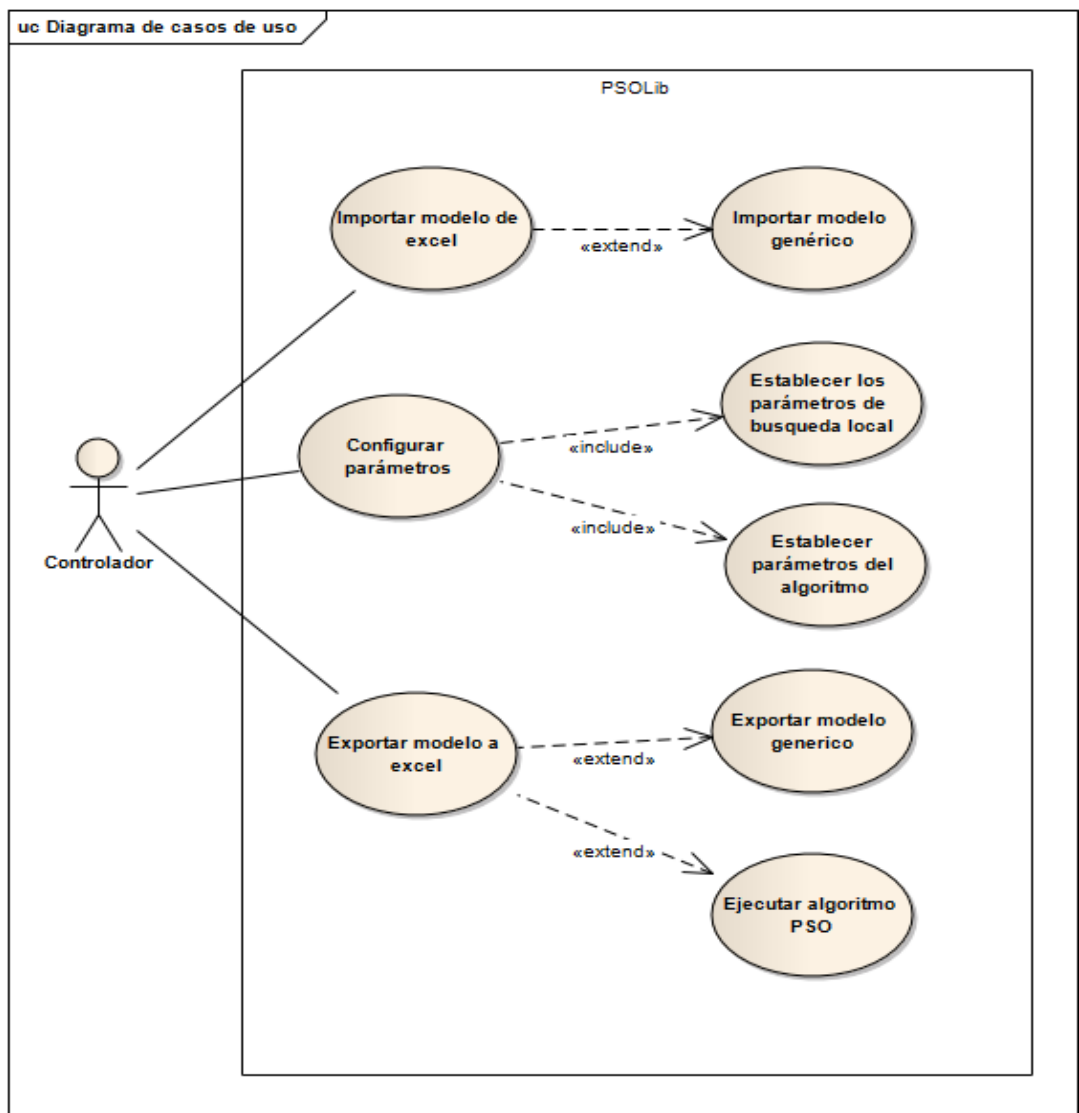 uc Diagrama de casos de uso
PSOLib
Importar modelo de
excel
«extend»
Importar modelo
genérico
Establecer los
parámetros de
busqueda local
Configurar
parámetros
«include»
«include»
Establecer
parámetros del
algoritmo
Controlador
Exportar modelo a
excel
«extend»
Exportar modelo
generico
«extend»
Ejecutar algoritmo
PSO